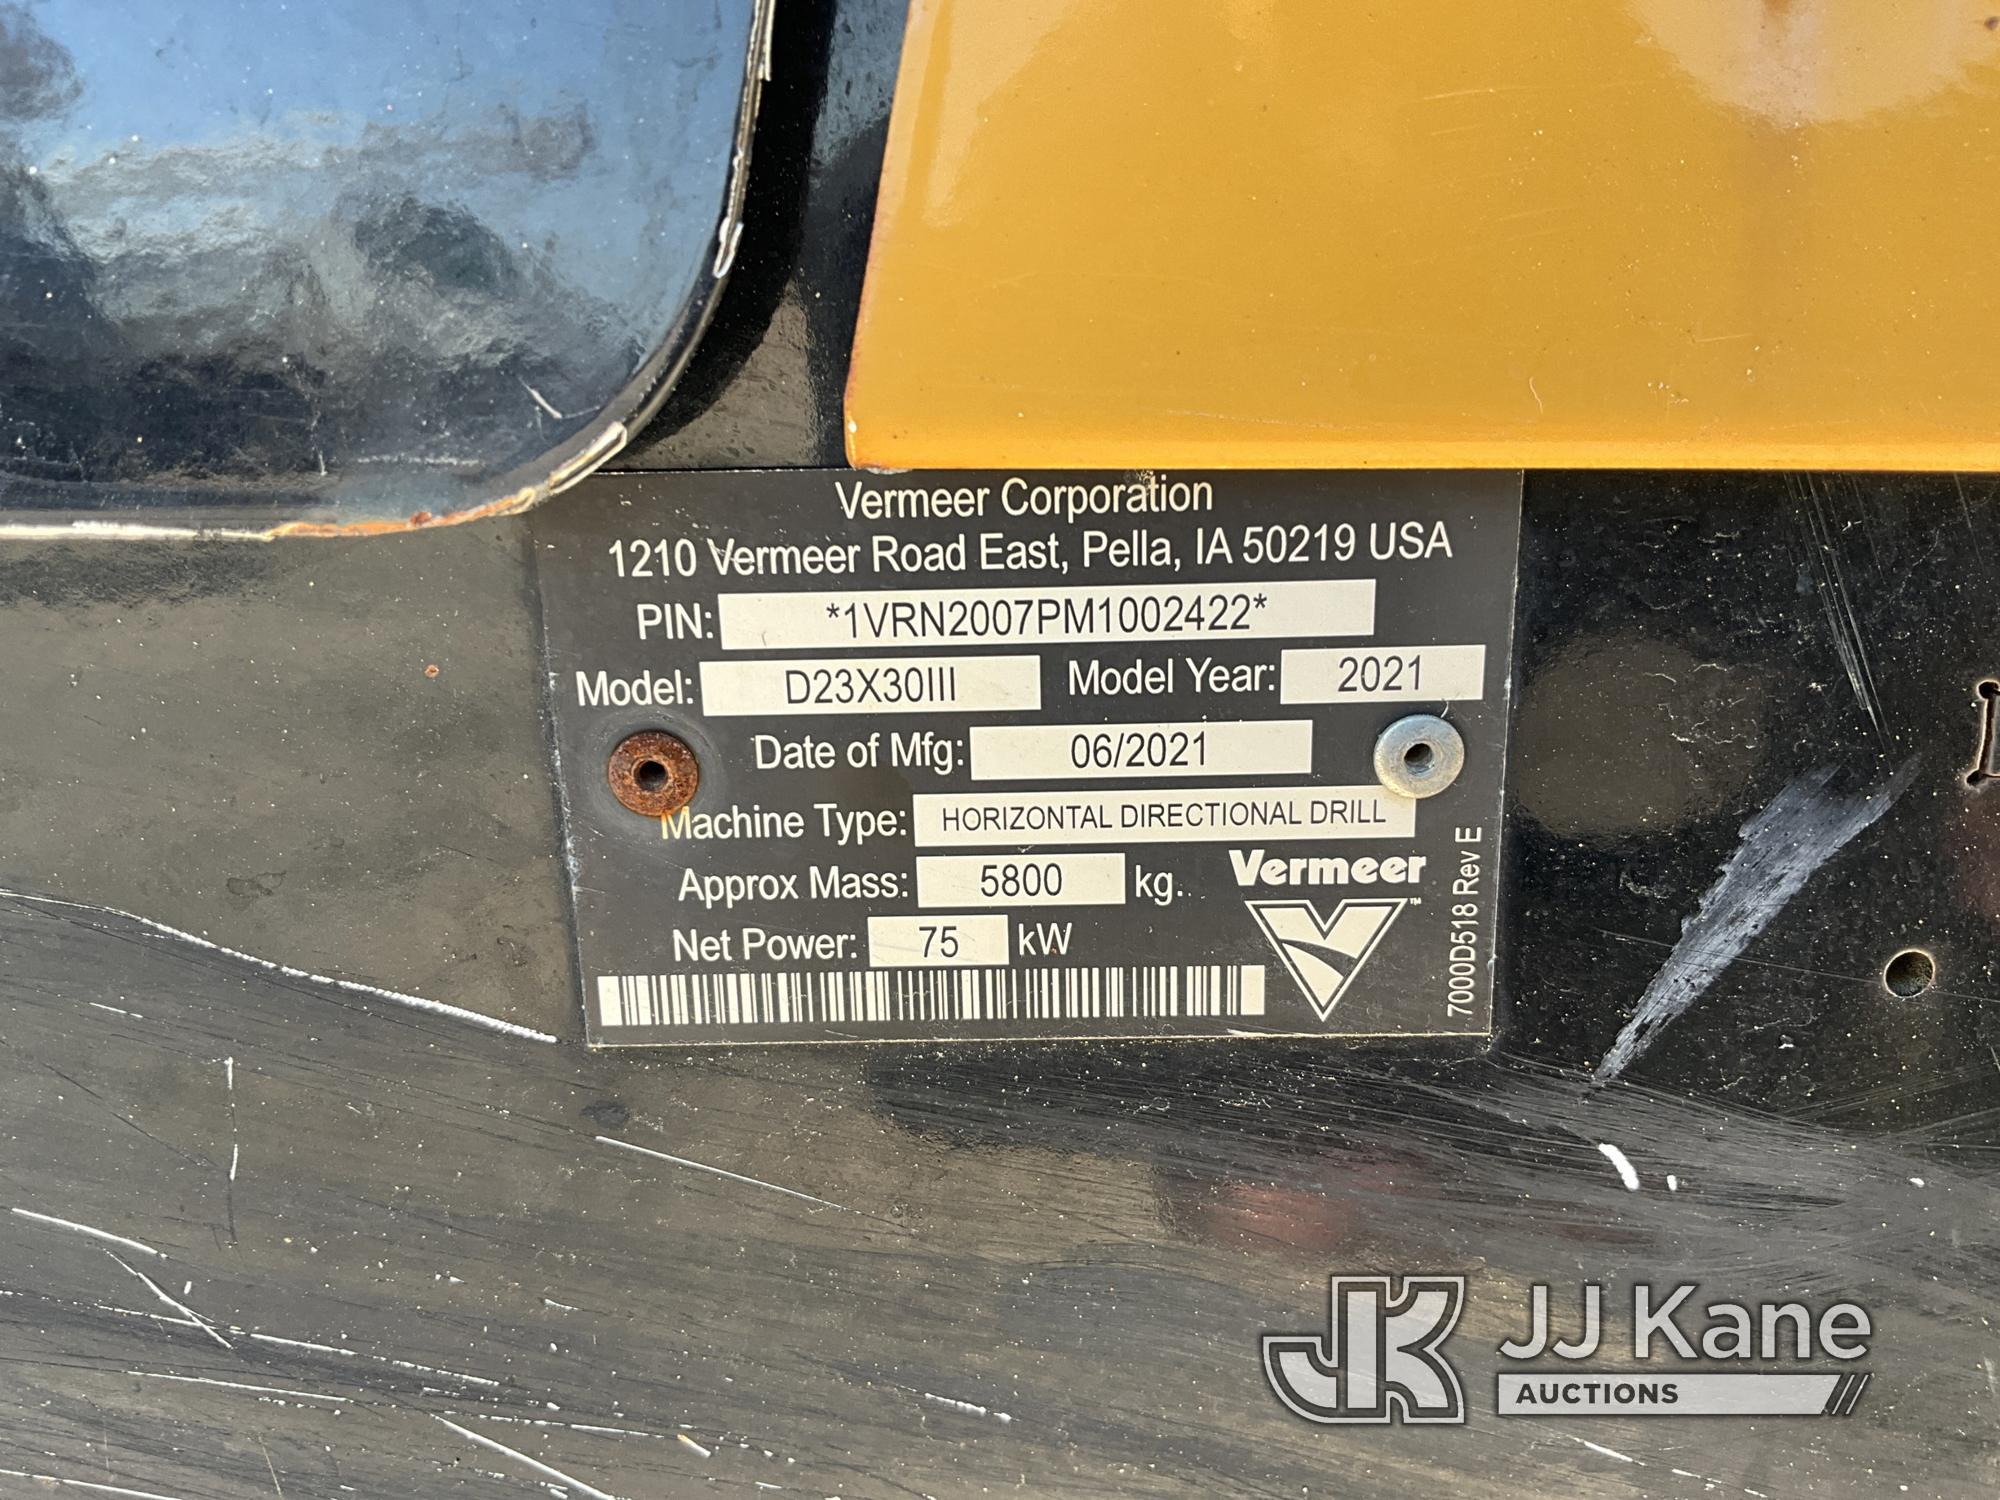 Vermeer Corporation
1210 Vermeer Road East, Pella, IA 50219 USA
PIN: *1VRN2007PM1002422*
Model: D23X30III Model Year: 2021
Date of Mfg: 06/2021
Machine Type: HORIZONTAL DIRECTIONAL DRILL
Approx Mass: 5800 kg..
Vermeer
Net Power: 75 kW
™
7000D518 Rev E
JK JJ Kane
AUCTIONS